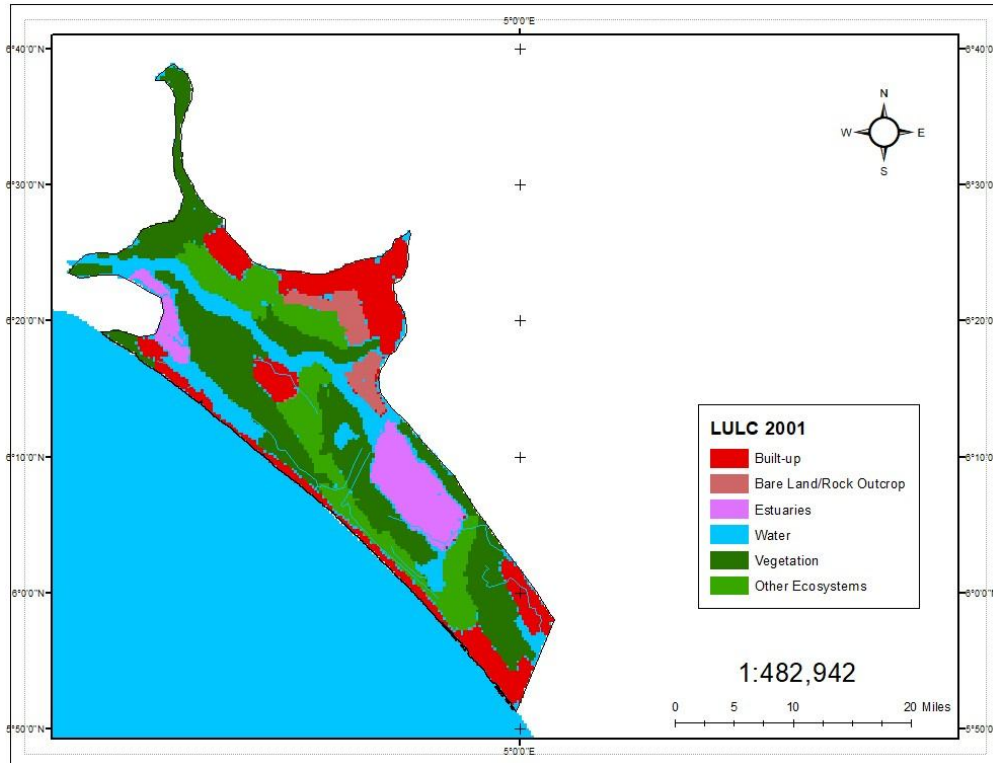 5°0'0"E
6°40'0"N
6°40'0"N
N
W
E
S
6°30'0"N
6°30'0"N
6°20'0"N
6°20'0"N
LULC 2001
Built-up
Bare Land/Rock Outcrop
Estuaries
Water
Vegetation
Other Ecosystems
6°10'0"N
6°10'0"N
6°0'0"N
6°0'0"N
1:482,942
0 5 10 20 Miles
5°50'0"N
5°50'0"N
5°0'0"E